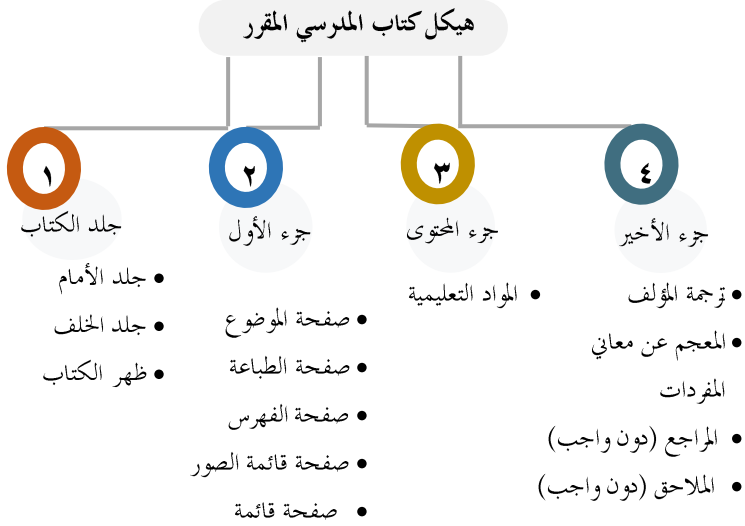 هيكل كتاب المدرسي المقرر
١
جلد الكتاب
• جلد الأمام
• جلد الخلف
• ظهر الكتاب
٢
جزء الأول
• صفحة الموضوع
• صفحة الطباعة
• صفحة الفهرس
• صفحة قائمة الصور
• صفحة قائمة
٣
جزء المحتوى
• المواد التعليمية
٤
جزء الأخير
• ترجمة المؤلف
• المعجم عن معاني
المفردات
• المراجع (دون واجب)
• الملاحق (دون واجب)